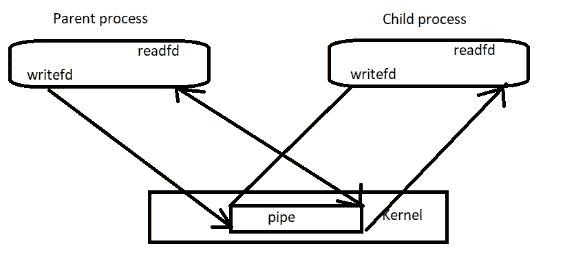 Parent process
Child process
readfd
writefd
readfd
writefd
pipe
Kernel